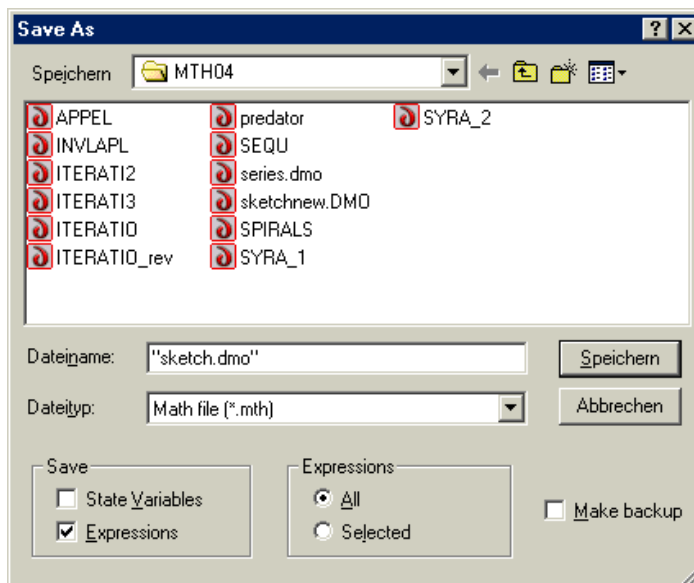 Save As
Speichern
MTH04
APPEL
INVLAPL
ITERATI2
ITERATI3
ITERATIO
ITERATIO_rev
predator
SEQU
series.dmo
sketchnew.DMO
SPIRALS
SYRA_1
SYRA_2
Dateiname:
"sketch.dmo"
Speichern
Dateityp:
Math file (*.mth)
Abbrechen
Save
State Variables
Expressions
Expressions
All
Selected
Make backup